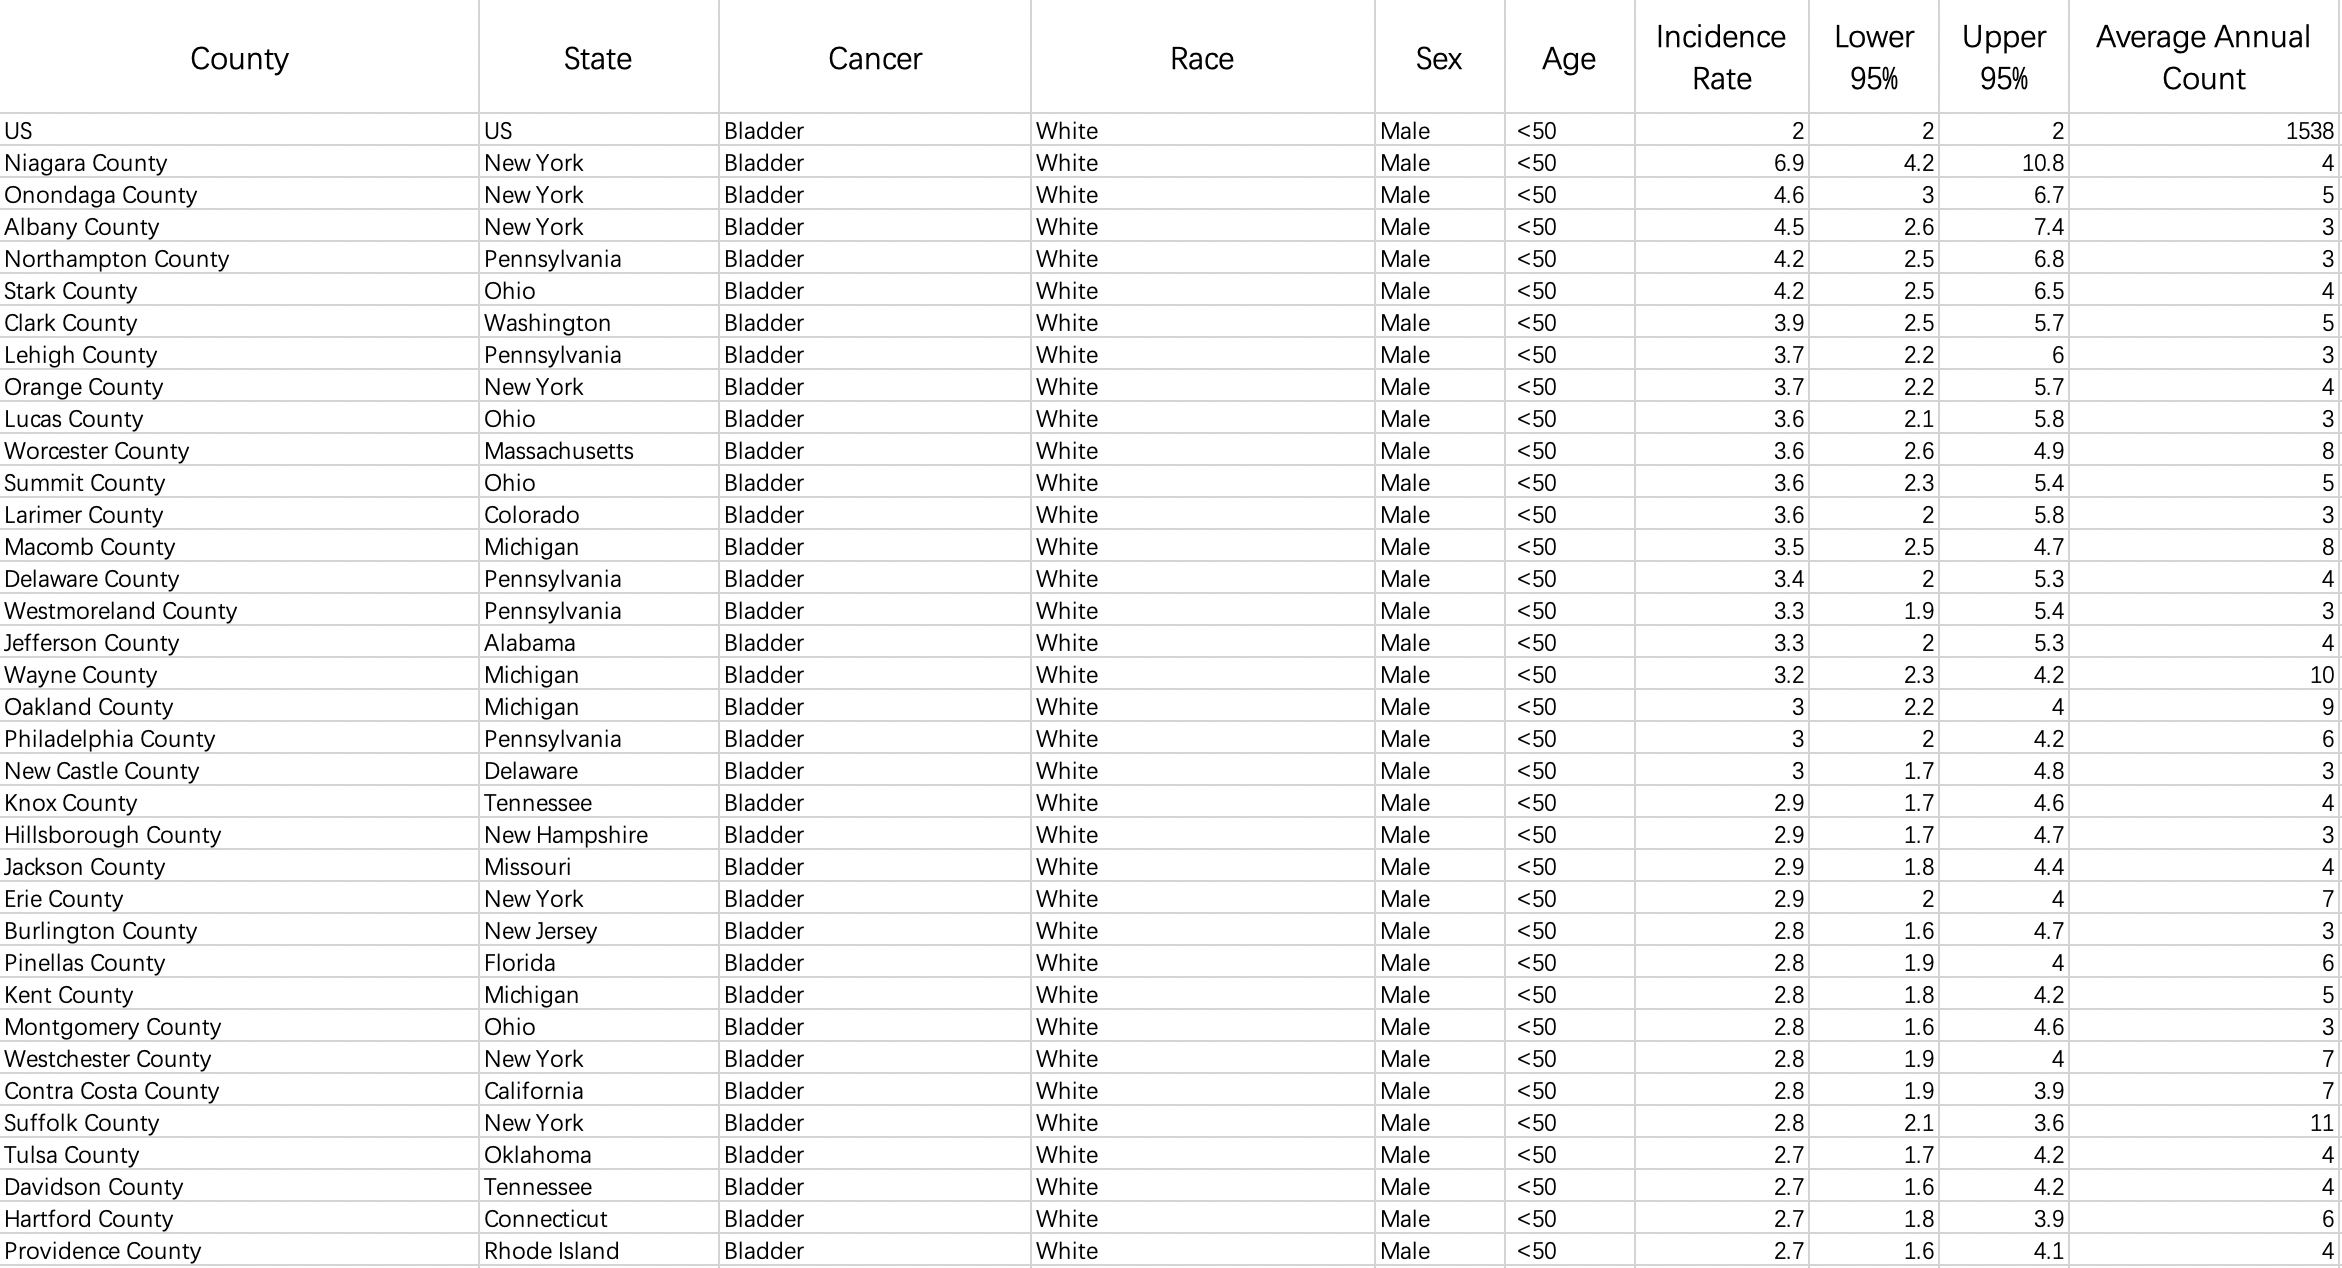 County State Cancer Race Sex Age Incidence Rate Lower 95% Upper 95% Average Annual Count
US US Bladder White Male <50 2 2 2 1538
Niagara County New York Bladder White Male <50 6.9 4.2 10.8 4
Onondaga County New York Bladder White Male <50 4.6 3 6.7 5
Albany County New York Bladder White Male <50 4.5 2.6 7.4 3
Northampton County Pennsylvania Bladder White Male <50 4.2 2.5 6.8 3
Stark County Ohio Bladder White Male <50 4.2 2.5 6.5 4
Clark County Washington Bladder White Male <50 3.9 2.5 5.7 5
Lehigh County Pennsylvania Bladder White Male <50 3.7 2.2 6 3
Orange County New York Bladder White Male <50 3.7 2.2 5.7 4
Lucas County Ohio Bladder White Male <50 3.6 2.1 5.8 3
Worcester County Massachusetts Bladder White Male <50 3.6 2.6 4.9 8
Summit County Ohio Bladder White Male <50 3.6 2.3 5.4 5
Larimer County Colorado Bladder White Male <50 3.6 2 5.8 3
Macomb County Michigan Bladder White Male <50 3.5 2.5 4.7 8
Delaware County Pennsylvania Bladder White Male <50 3.4 2 5.3 4
Westmoreland County Pennsylvania Bladder White Male <50 3.3 1.9 5.4 3
Jefferson County Alabama Bladder White Male <50 3.3 2 5.3 4
Wayne County Michigan Bladder White Male <50 3.2 2.3 4.2 10
Oakland County Michigan Bladder White Male <50 3 2.2 4 9
Philadelphia County Pennsylvania Bladder White Male <50 3 2 4.2 6
New Castle County Delaware Bladder White Male <50 3 1.7 4.8 3
Knox County Tennessee Bladder White Male <50 2.9 1.7 4.6 4
Hillsborough County New Hampshire Bladder White Male <50 2.9 1.7 4.7 3
Jackson County Missouri Bladder White Male <50 2.9 1.8 4.4 4
Erie County New York Bladder White Male <50 2.9 2 4 7
Burlington County New Jersey Bladder White Male <50 2.8 1.6 4.7 3
Pinellas County Florida Bladder White Male <50 2.8 1.9 4 6
Kent County Michigan Bladder White Male <50 2.8 1.8 4.2 5
Montgomery County Ohio Bladder White Male <50 2.8 1.6 4.6 3
Westchester County New York Bladder White Male <50 2.8 1.9 4 7
Contra Costa County California Bladder White Male <50 2.8 1.9 3.9 7
Suffolk County New York Bladder White Male <50 2.8 2.1 3.6 11
Tulsa County Oklahoma Bladder White Male <50 2.7 1.7 4.2 4
Davidson County Tennessee Bladder White Male <50 2.7 1.6 4.2 4
Hartford County Connecticut Bladder White Male <50 2.7 1.8 3.9 6
Providence County Rhode Island Bladder White Male <50 2.7 1.6 4.1 4